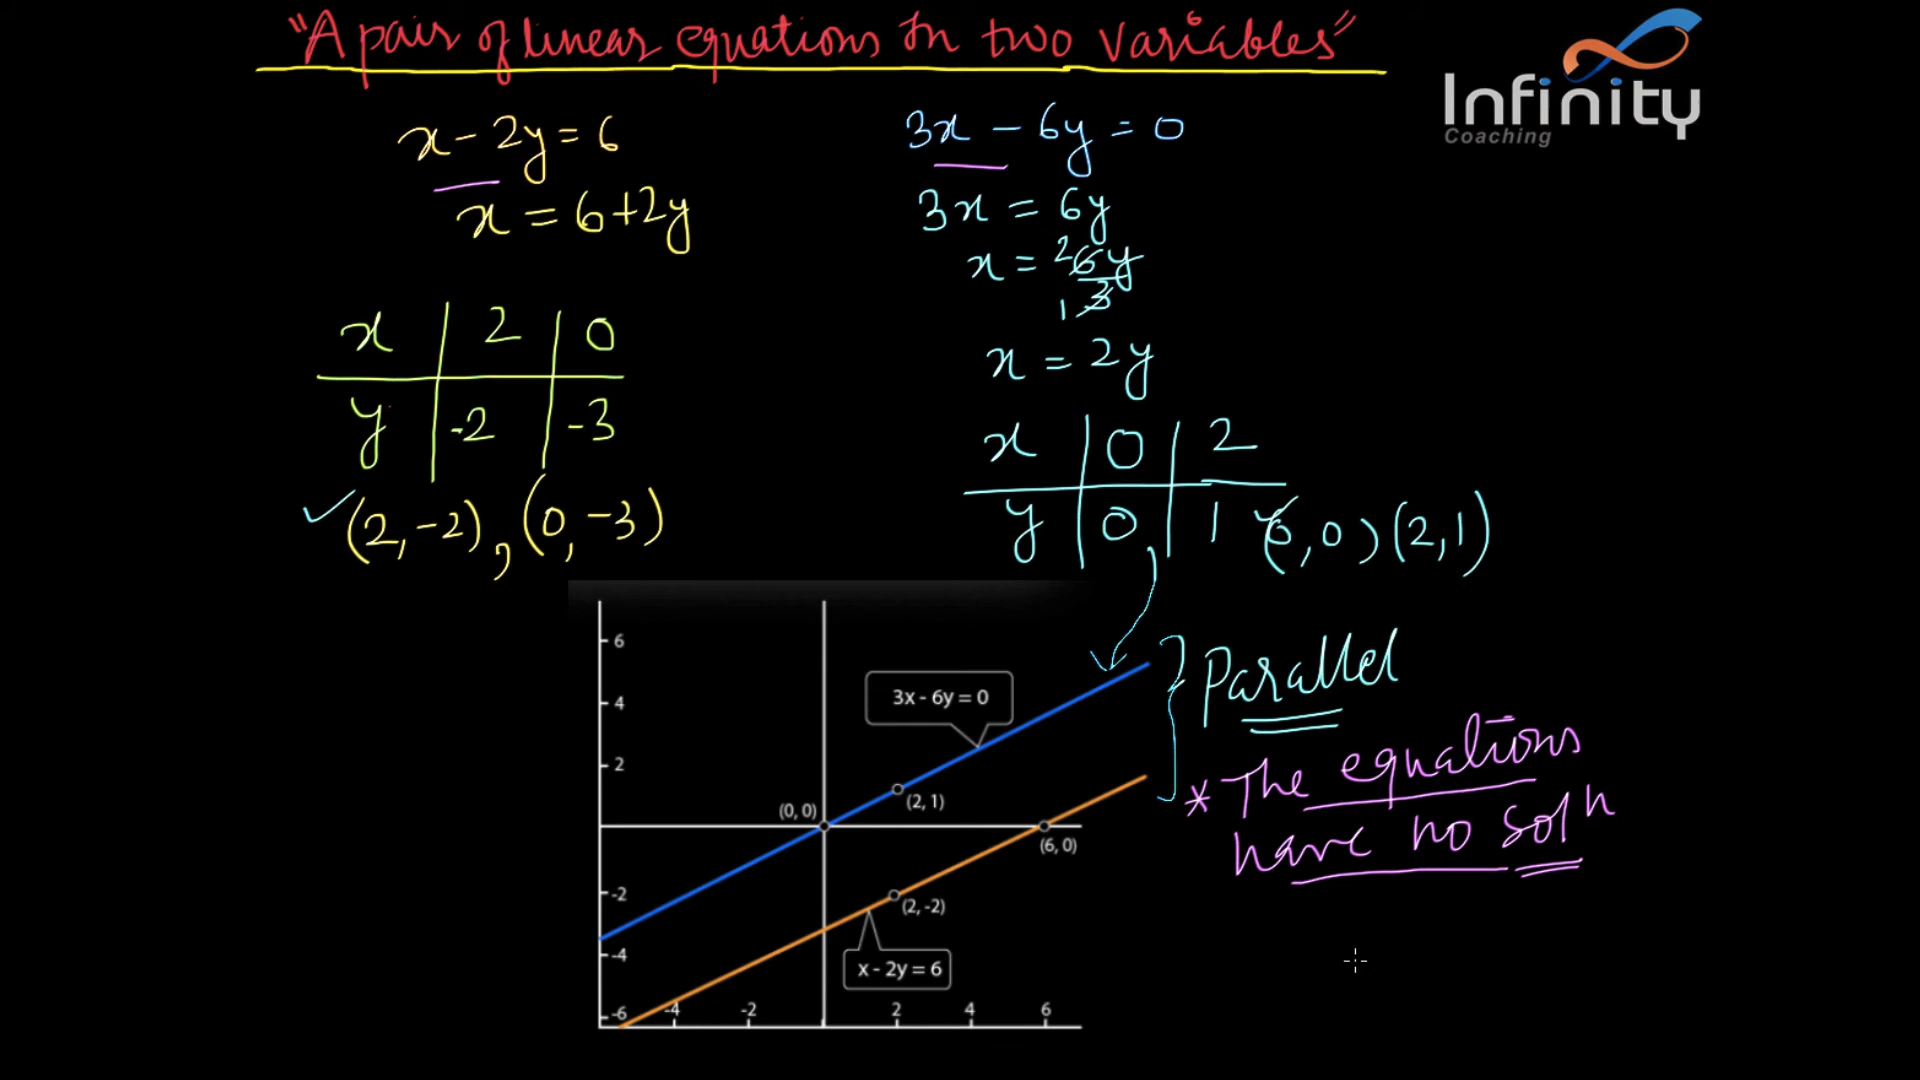 "A pair of linear equations In two variables"
Infinity
Coaching
x - 2y = 6
x = 6+2y
x | 2 | 0
y | -2 | -3
(2, -2), (0, -3)
3x - 6y = 0
3x = 6y
x = 2 6y
1 3
x = 2y
x | 0 | 2
y | 0 | 1
(0, 0) (2, 1)
6
4
2
-2
-4
-6
3x - 6y = 0
(0, 0)
(2, 1)
(6, 0)
(2, -2)
x - 2y = 6
-4 -2 2 4 6
Parallel
* The equations
have no soln